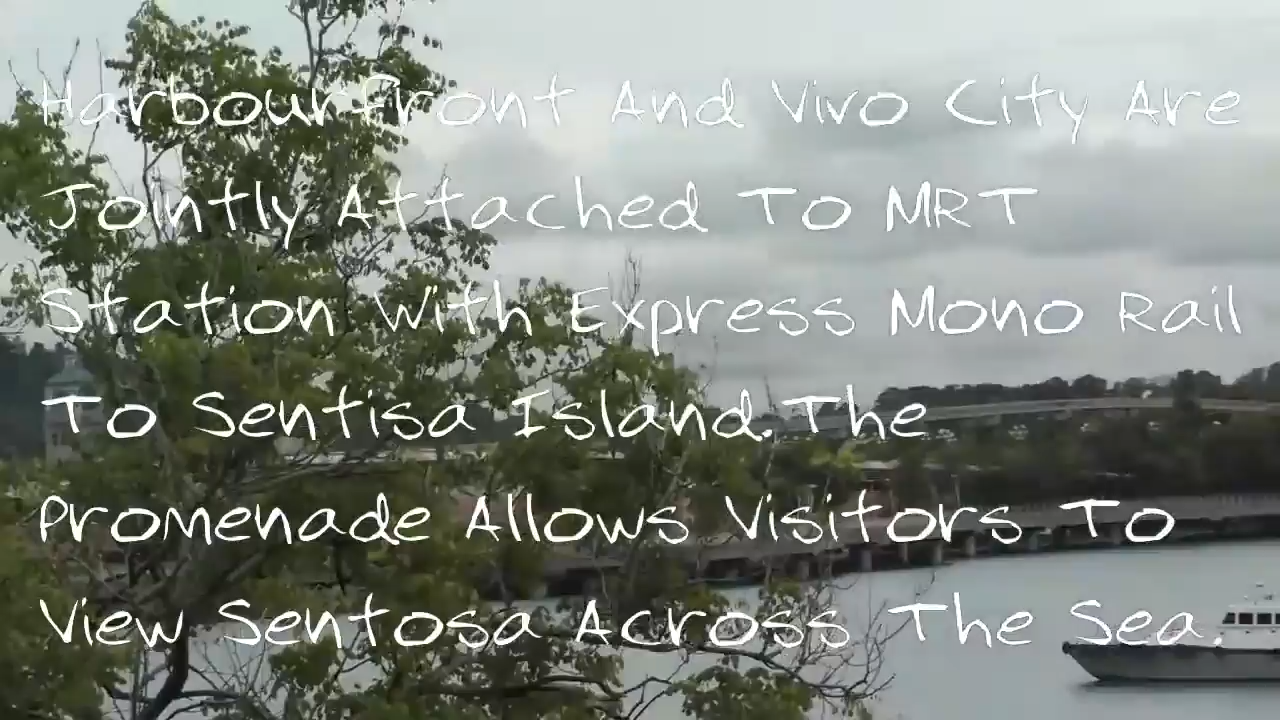 Harbourfront And Vivo City Are
Jointly Attached To MRT
Station With Express Mono Rail
To Sentisa Island.The
Promenade Allows Visitors To
View Sentosa Across The Sea.